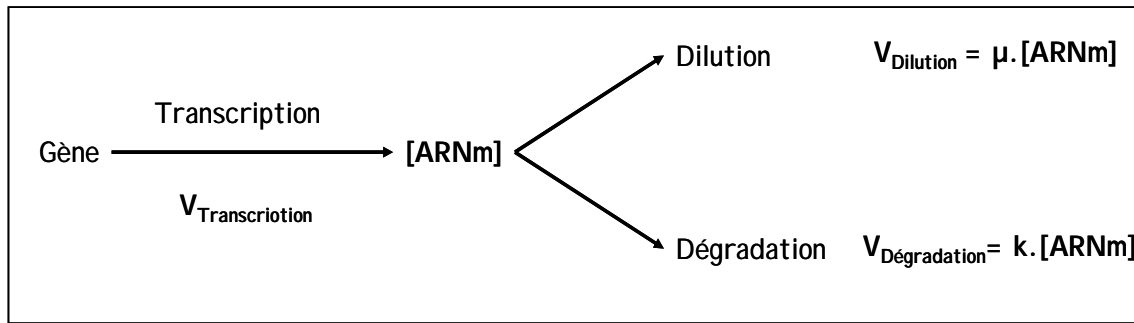 Dilution V_Dilution = µ.[ARNm]
Transcription
Gène [ARNm]
V_Transcriotion
Dégradation V_Dégradation= k.[ARNm]